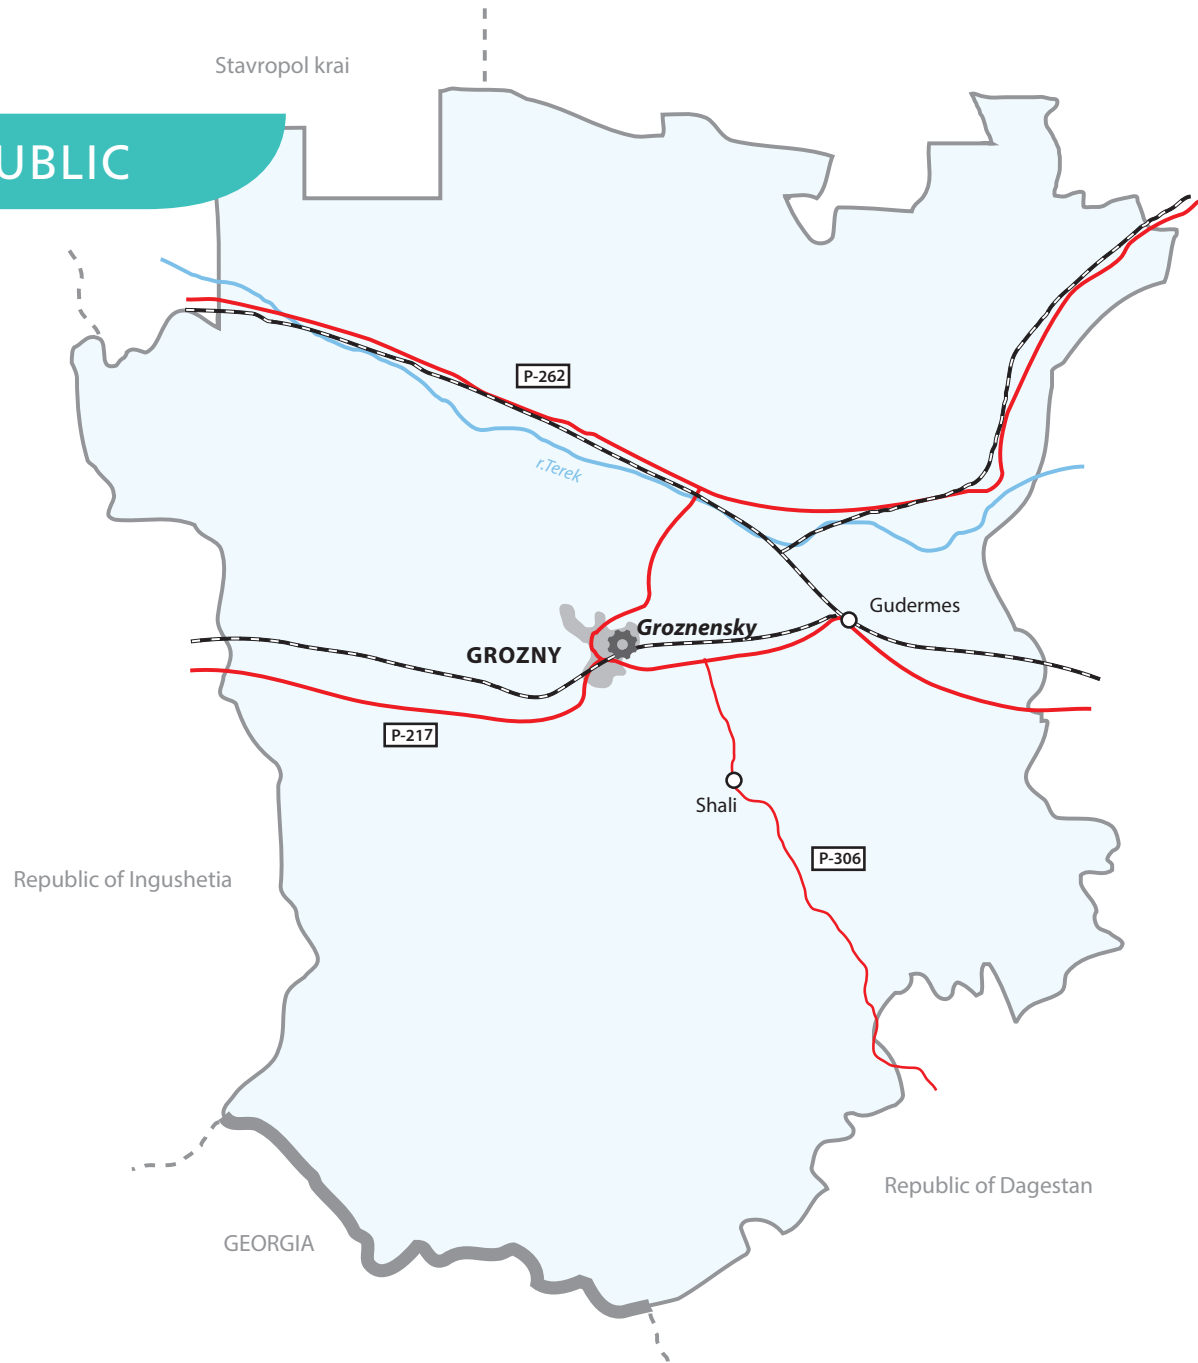 Stavropol krai
UBLIC
P-262
r.Terek
Gudermes
Groznensky
GROZNY
P-217
Shali
P-306
Republic of Ingushetia
Republic of Dagestan
GEORGIA